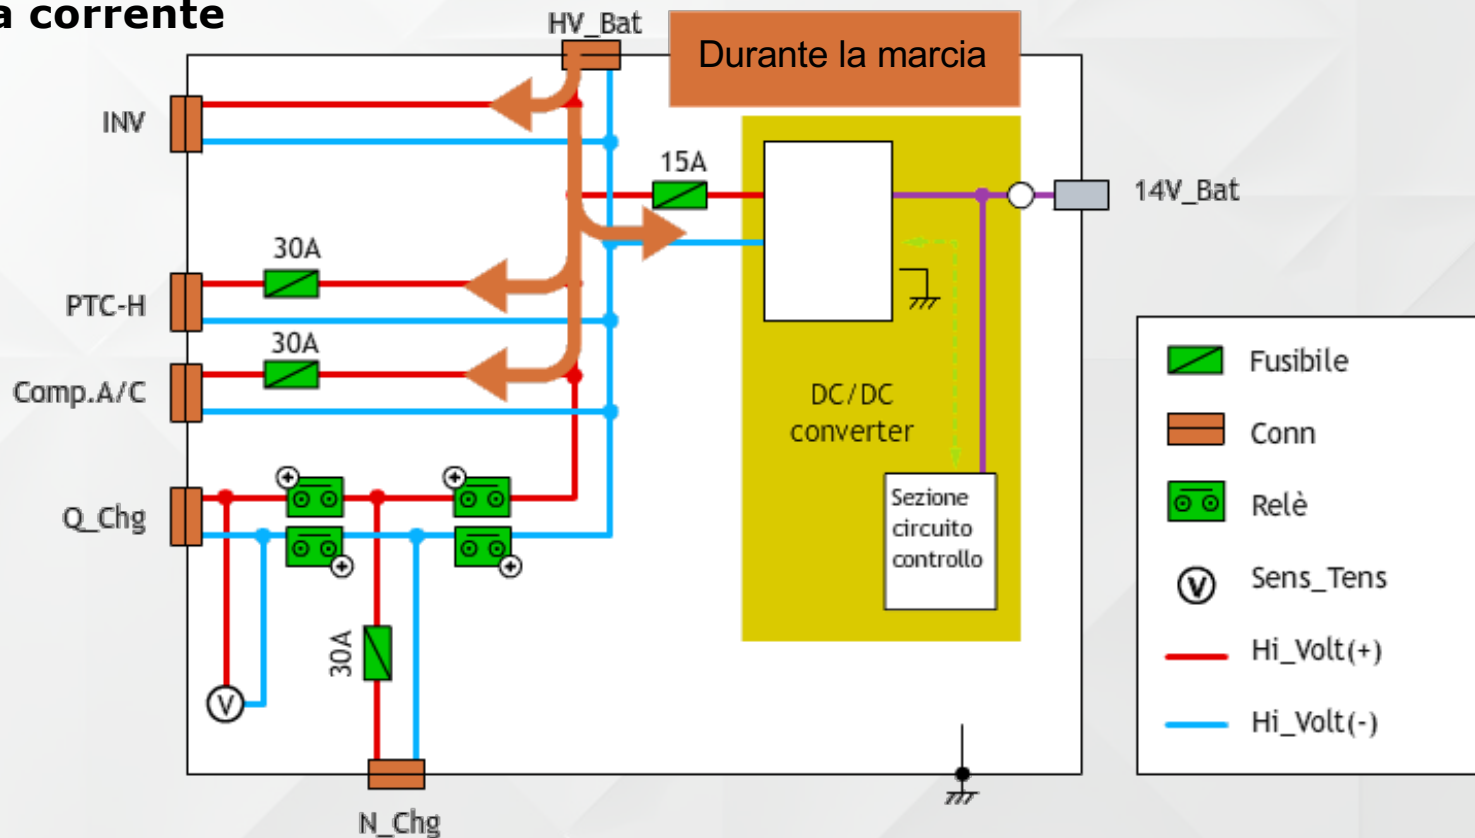 a corrente
HV_Bat
Durante la marcia
INV
15A
14V_Bat
30A
PTC-H
30A
Comp.A/C
DC/DC
converter
Q_Chg
Sezione
circuito
controllo
30A
V
N_Chg
Fusibile
Conn
Relè
V
Sens_Tens
Hi_Volt(+)
Hi_Volt(-)